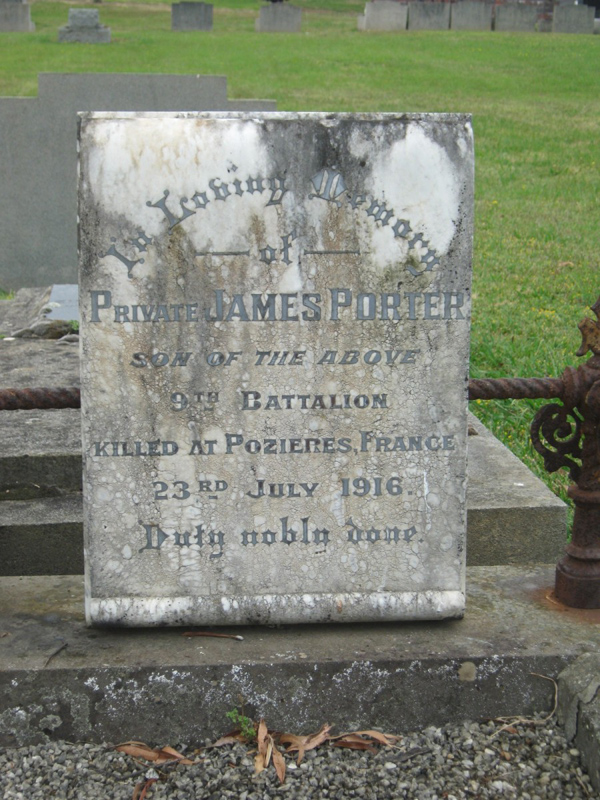 In Loving Memory
of
PRIVATE JAMES PORTER
SON OF THE ABOVE
9TH BATTALION
KILLED AT POZIERES, FRANCE
23RD JULY 1916.
Duty nobly done.